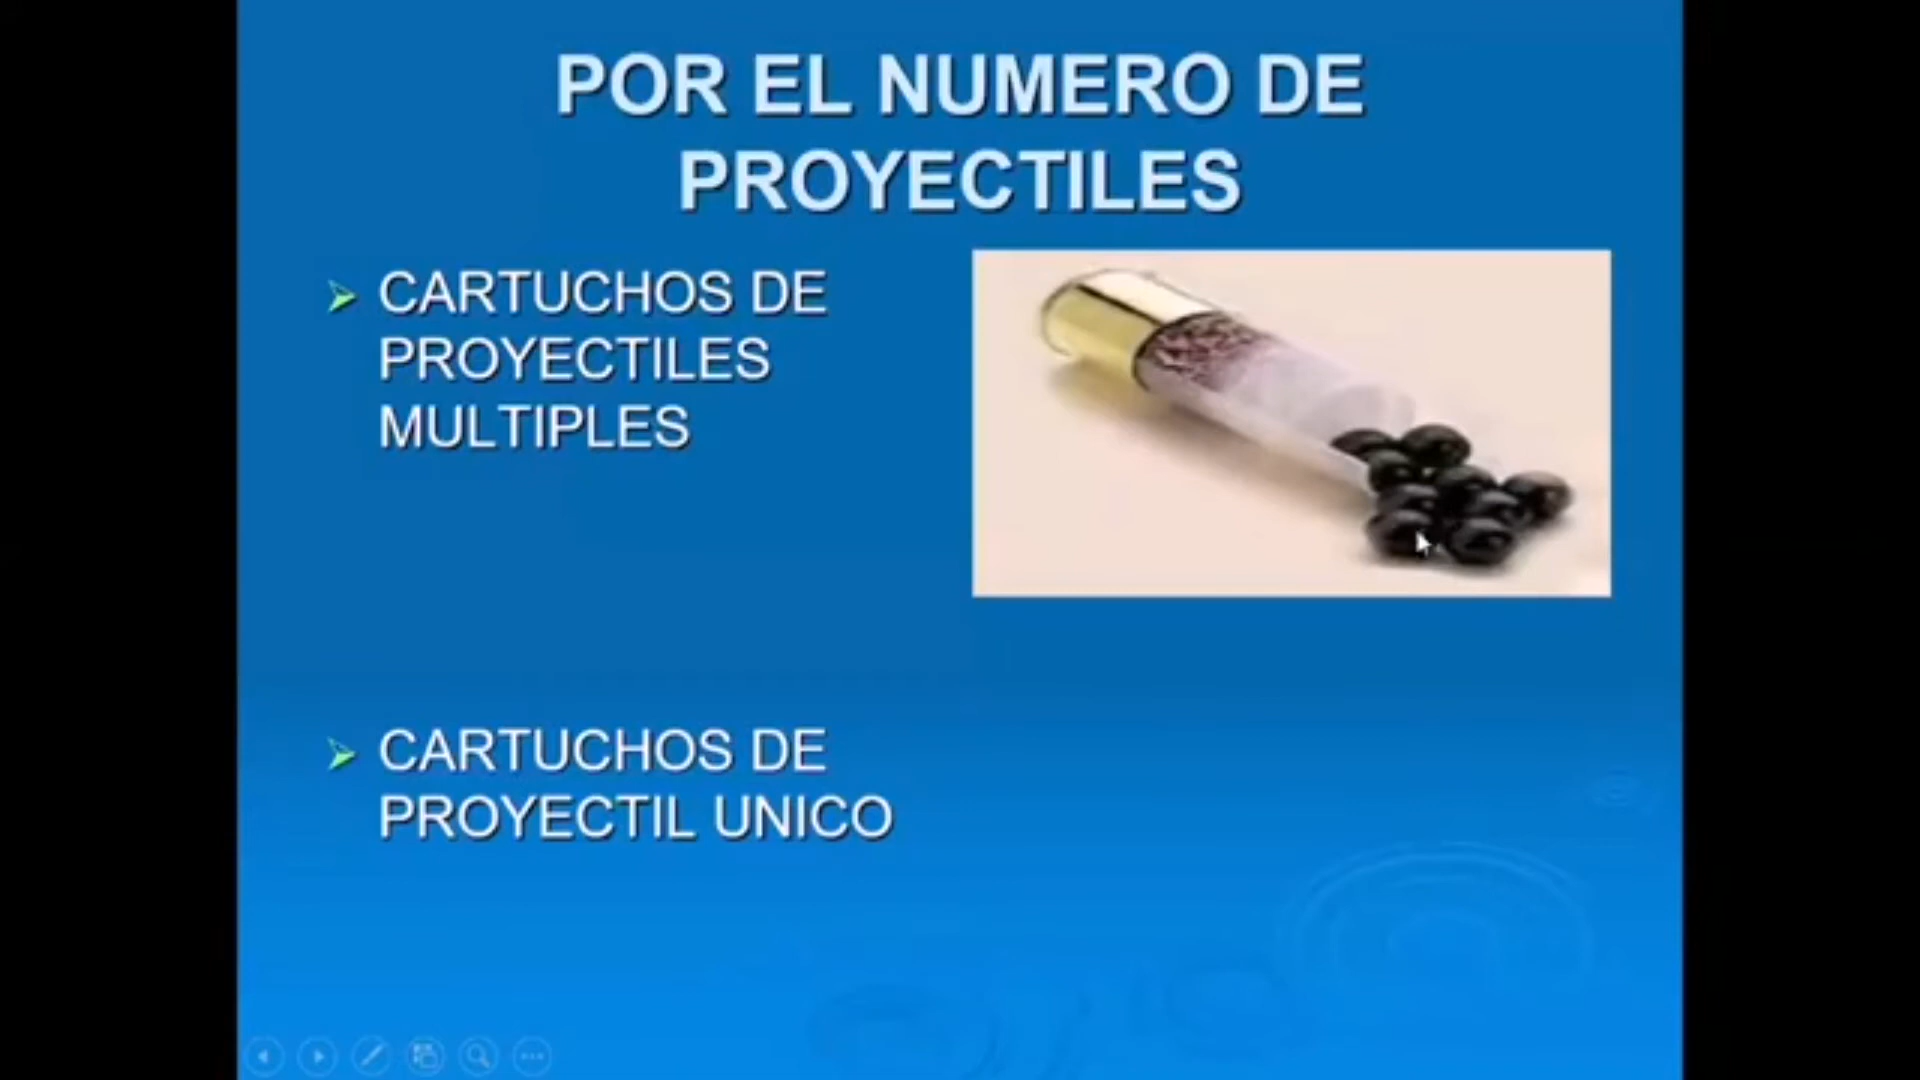 POR EL NUMERO DE
PROYECTILES
CARTUCHOS DE
PROYECTILES
MULTIPLES
CARTUCHOS DE
PROYECTIL UNICO